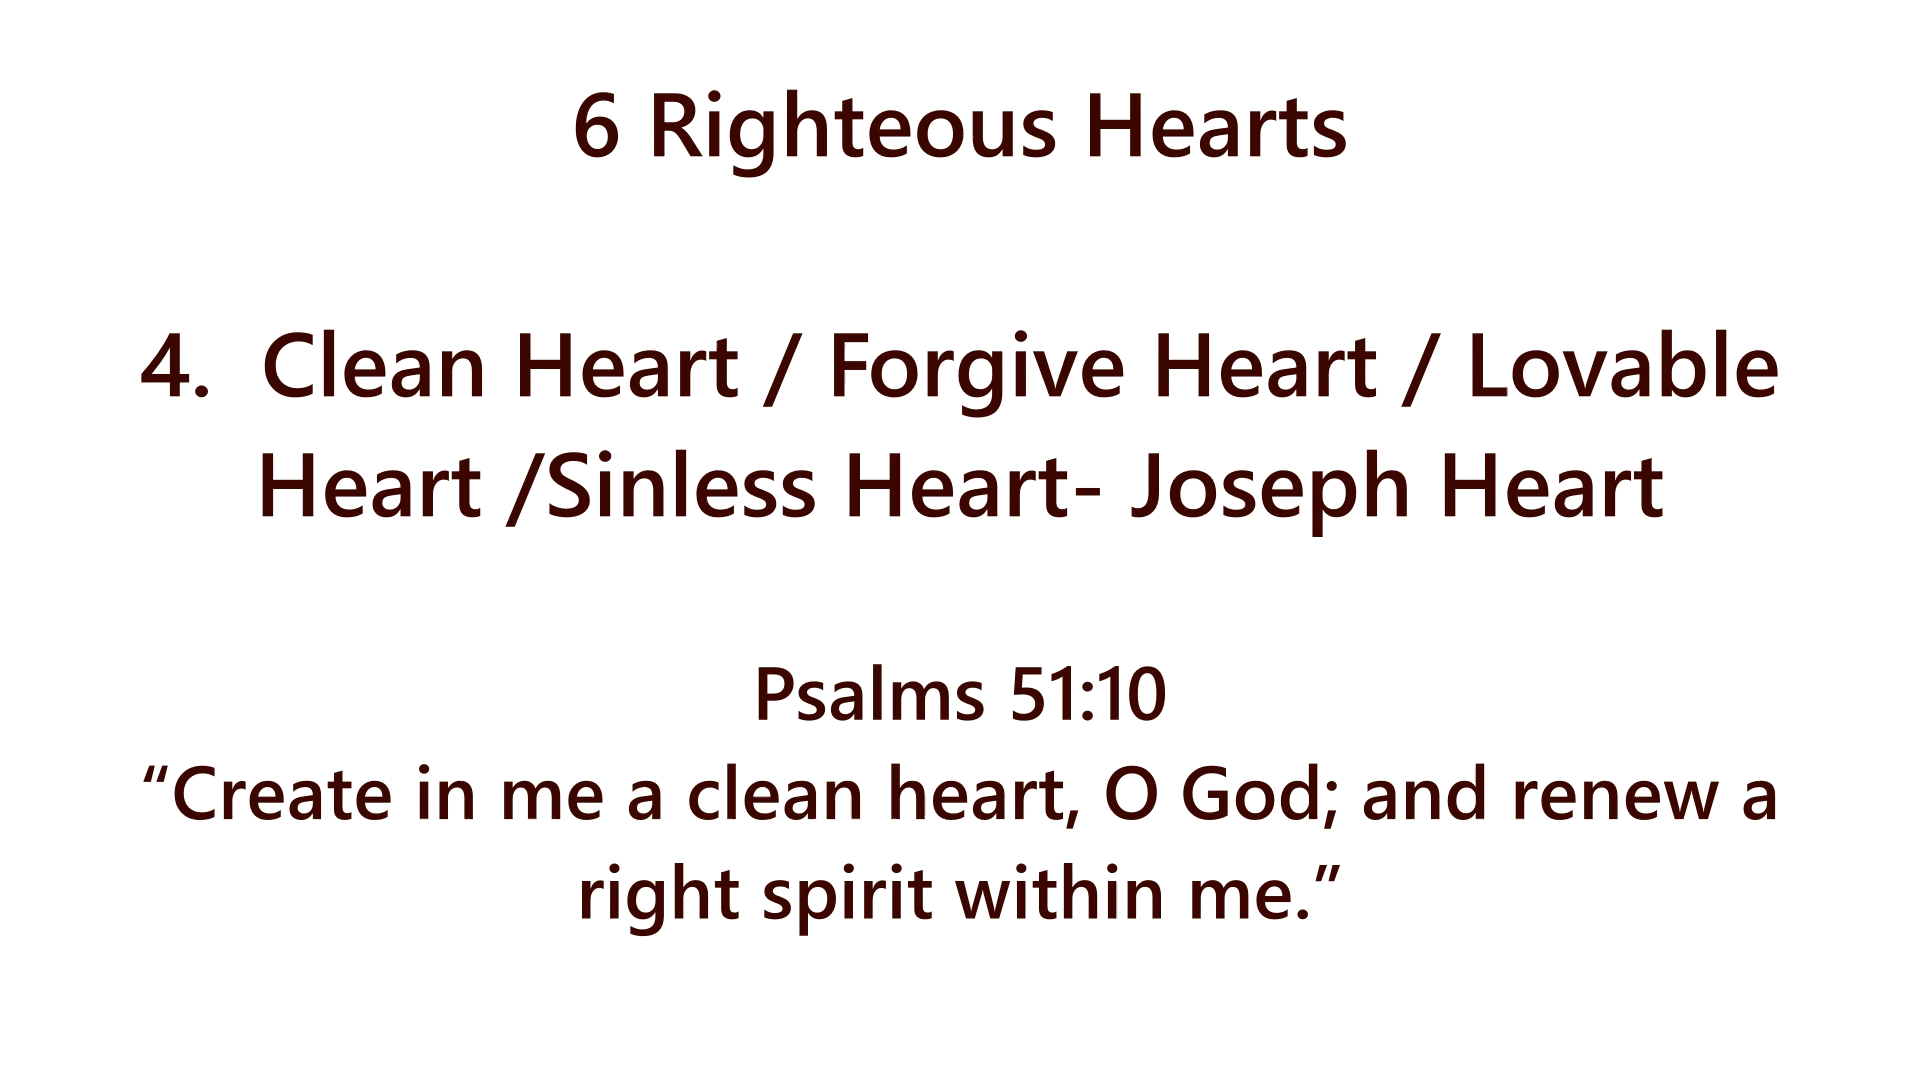 6 Righteous Hearts
4.  Clean Heart / Forgive Heart / Lovable
Heart /Sinless Heart- Joseph Heart
Psalms 51:10
“Create in me a clean heart, O God; and renew a
right spirit within me.”